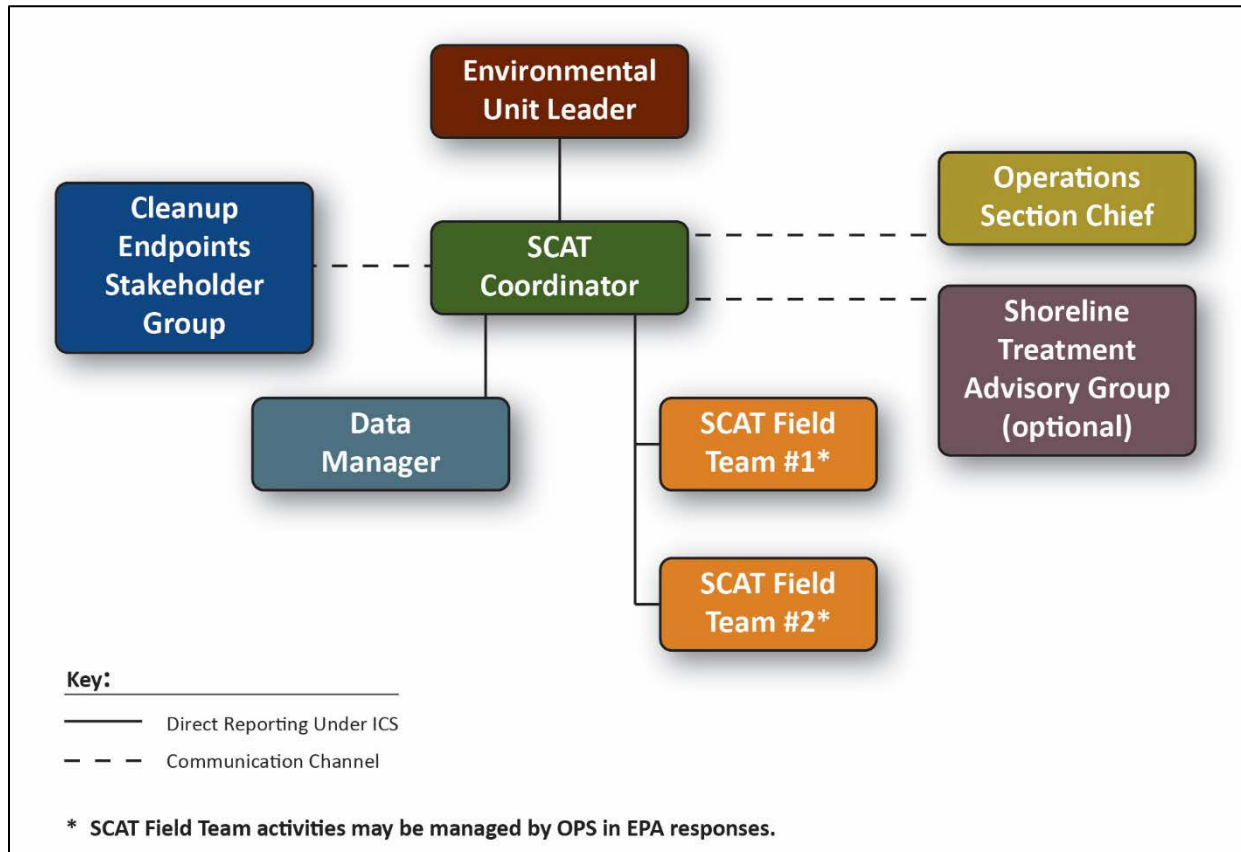 Environmental
Unit Leader
Operations
Section Chief
Cleanup
Endpoints
Stakeholder
Group
SCAT
Coordinator
Shoreline
Treatment
Advisory Group
(optional)
Data
Manager
SCAT Field
Team #1*
SCAT Field
Team #2*
Key:
Direct Reporting Under ICS
Communication Channel
* SCAT Field Team activities may be managed by OPS in EPA responses.